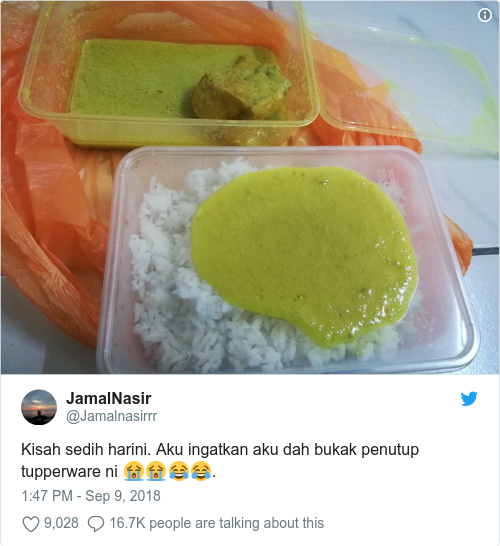 JamalNasir
@Jamalnasirrr
Kisah sedih harini. Aku ingatkan aku dah bukak penutup
tupperware ni 😭😭😂😂.
1:47 PM - Sep 9, 2018
9,028 16.7K people are talking about this